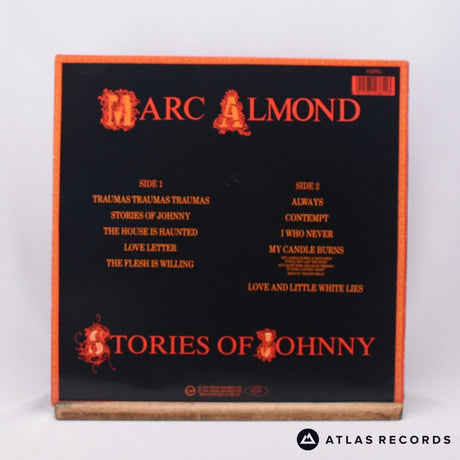 MARC ALMOND
SIDE 1
TRAUMAS TRAUMAS TRAUMAS
STORIES OF JOHNNY
THE HOUSE IS HAUNTED
LOVE LETTER
THE FLESH IS WILLING
SIDE 2
ALWAYS
CONTEMPT
I WHO NEVER
MY CANDLE BURNS
LOVE AND LITTLE WHITE LIES
STORIES OF JOHNNY
ATLAS RECORDS